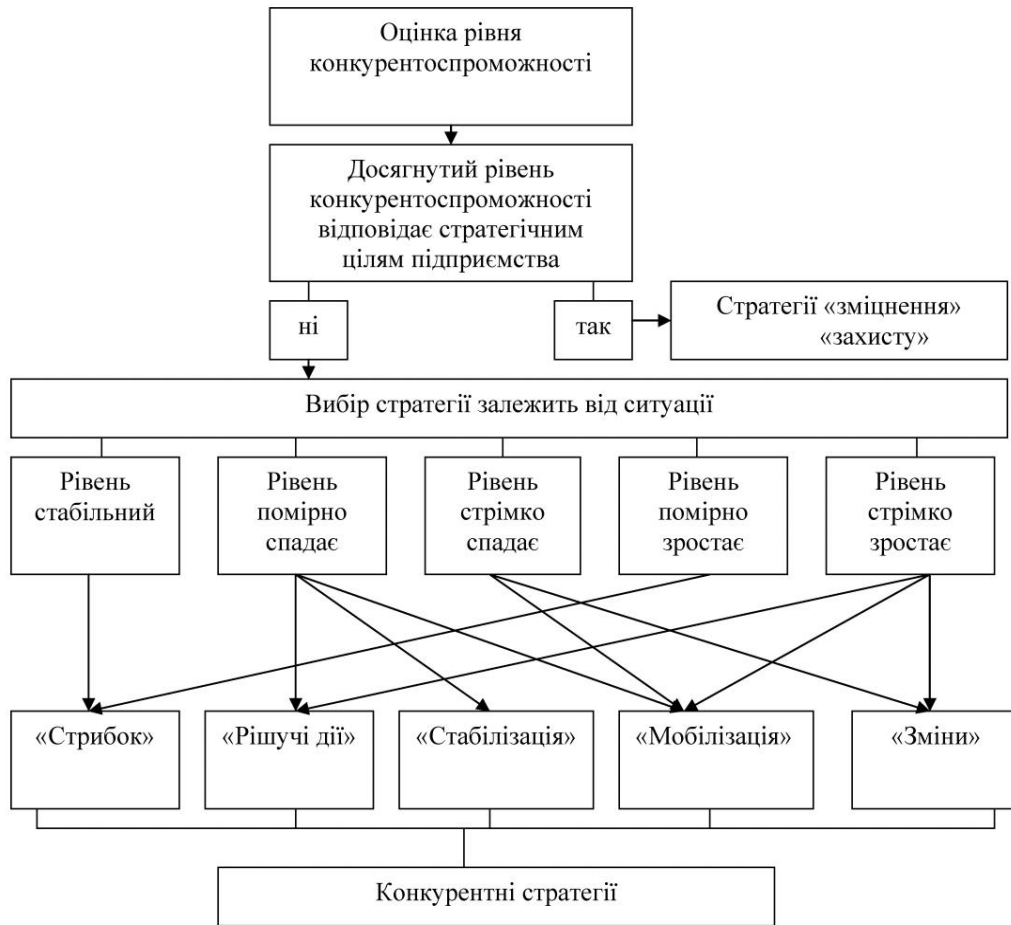 Оцінка рівня
конкурентоспроможності
Досягнутий рівень
конкурентоспроможності
відповідає стратегічним
цілям підприємства
ні
так
Стратегії «зміцнення»
«захисту»
Вибір стратегії залежить від ситуації
Рівень
стабільний
Рівень
помірно
спадає
Рівень
стрімко
спадає
Рівень
помірно
зростає
Рівень
стрімко
зростає
«Стрибок»
«Рішучі дії»
«Стабілізація»
«Мобілізація»
«Зміни»
Конкурентні стратегії